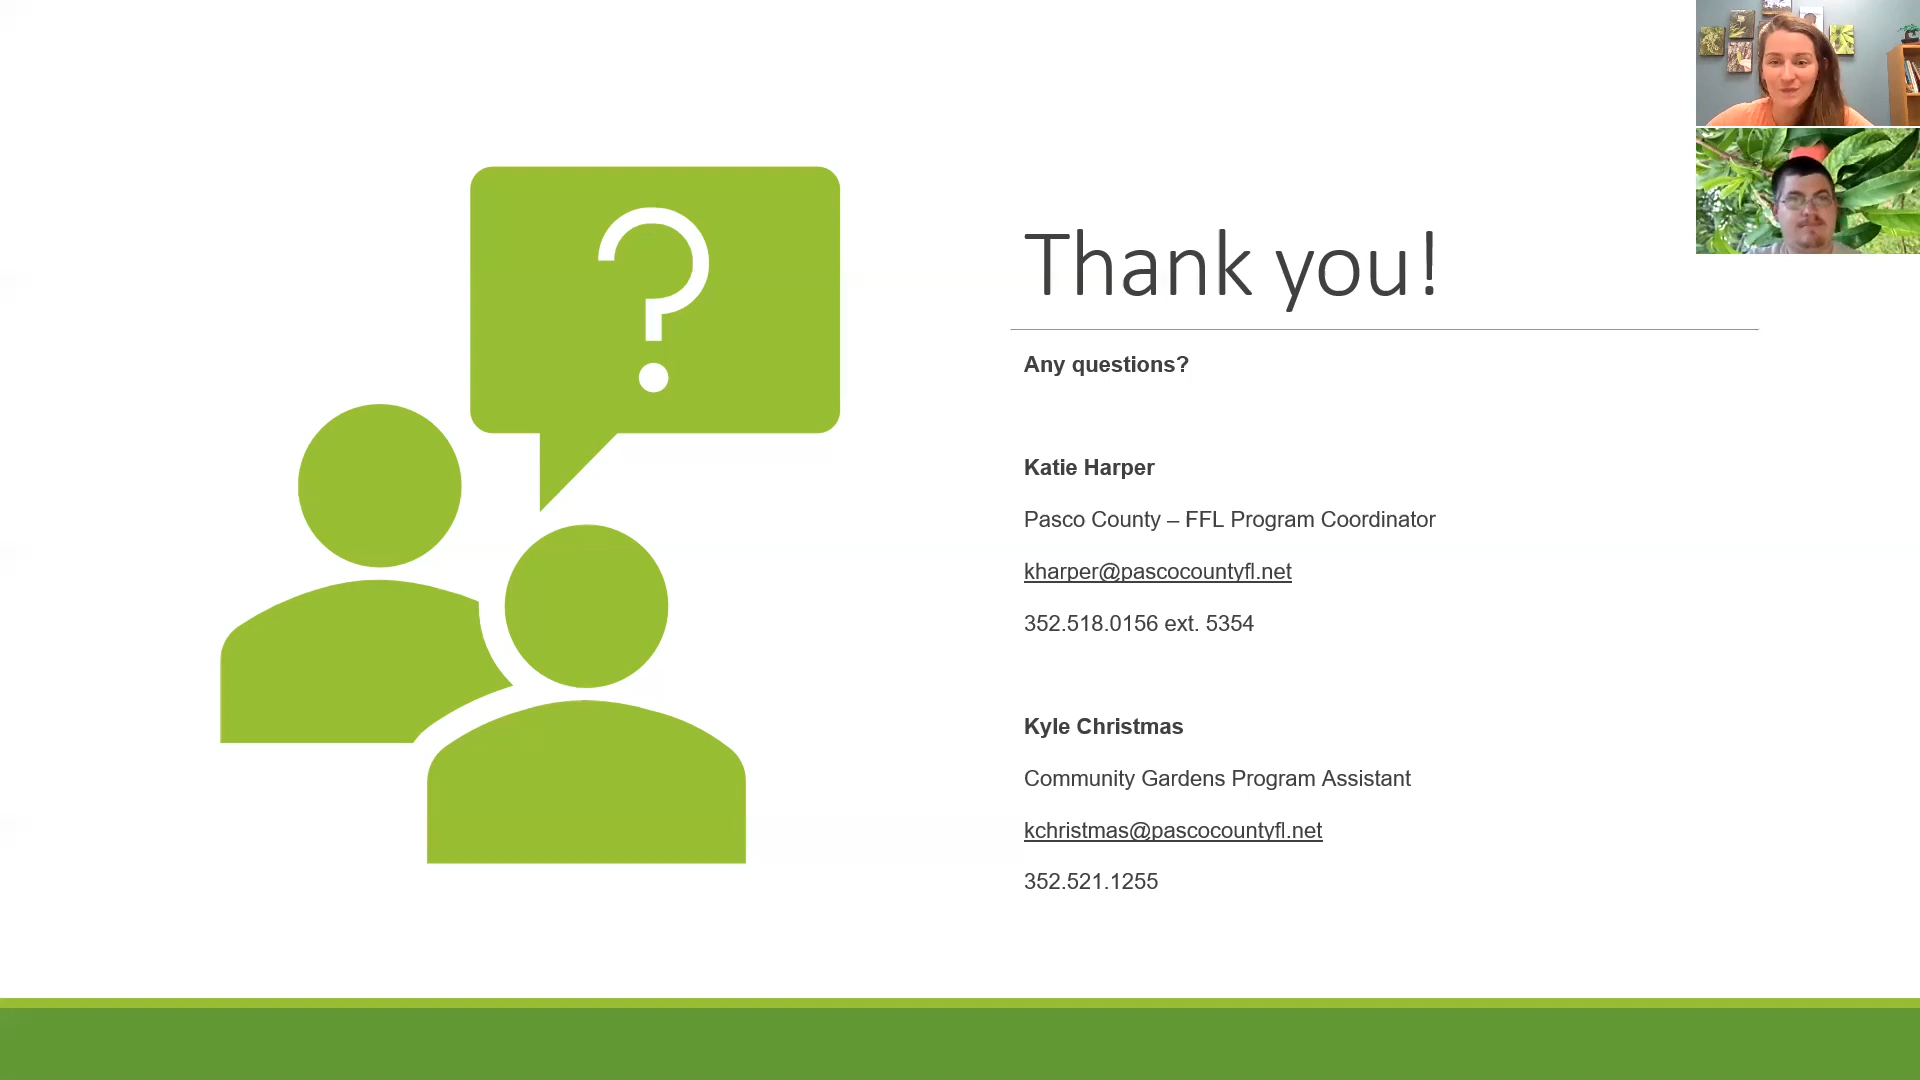 ?
Thank you!
Any questions?
Katie Harper
Pasco County – FFL Program Coordinator
kharper@pascocountyfl.net
352.518.0156 ext. 5354
Kyle Christmas
Community Gardens Program Assistant
kchristmas@pascocountyfl.net
352.521.1255